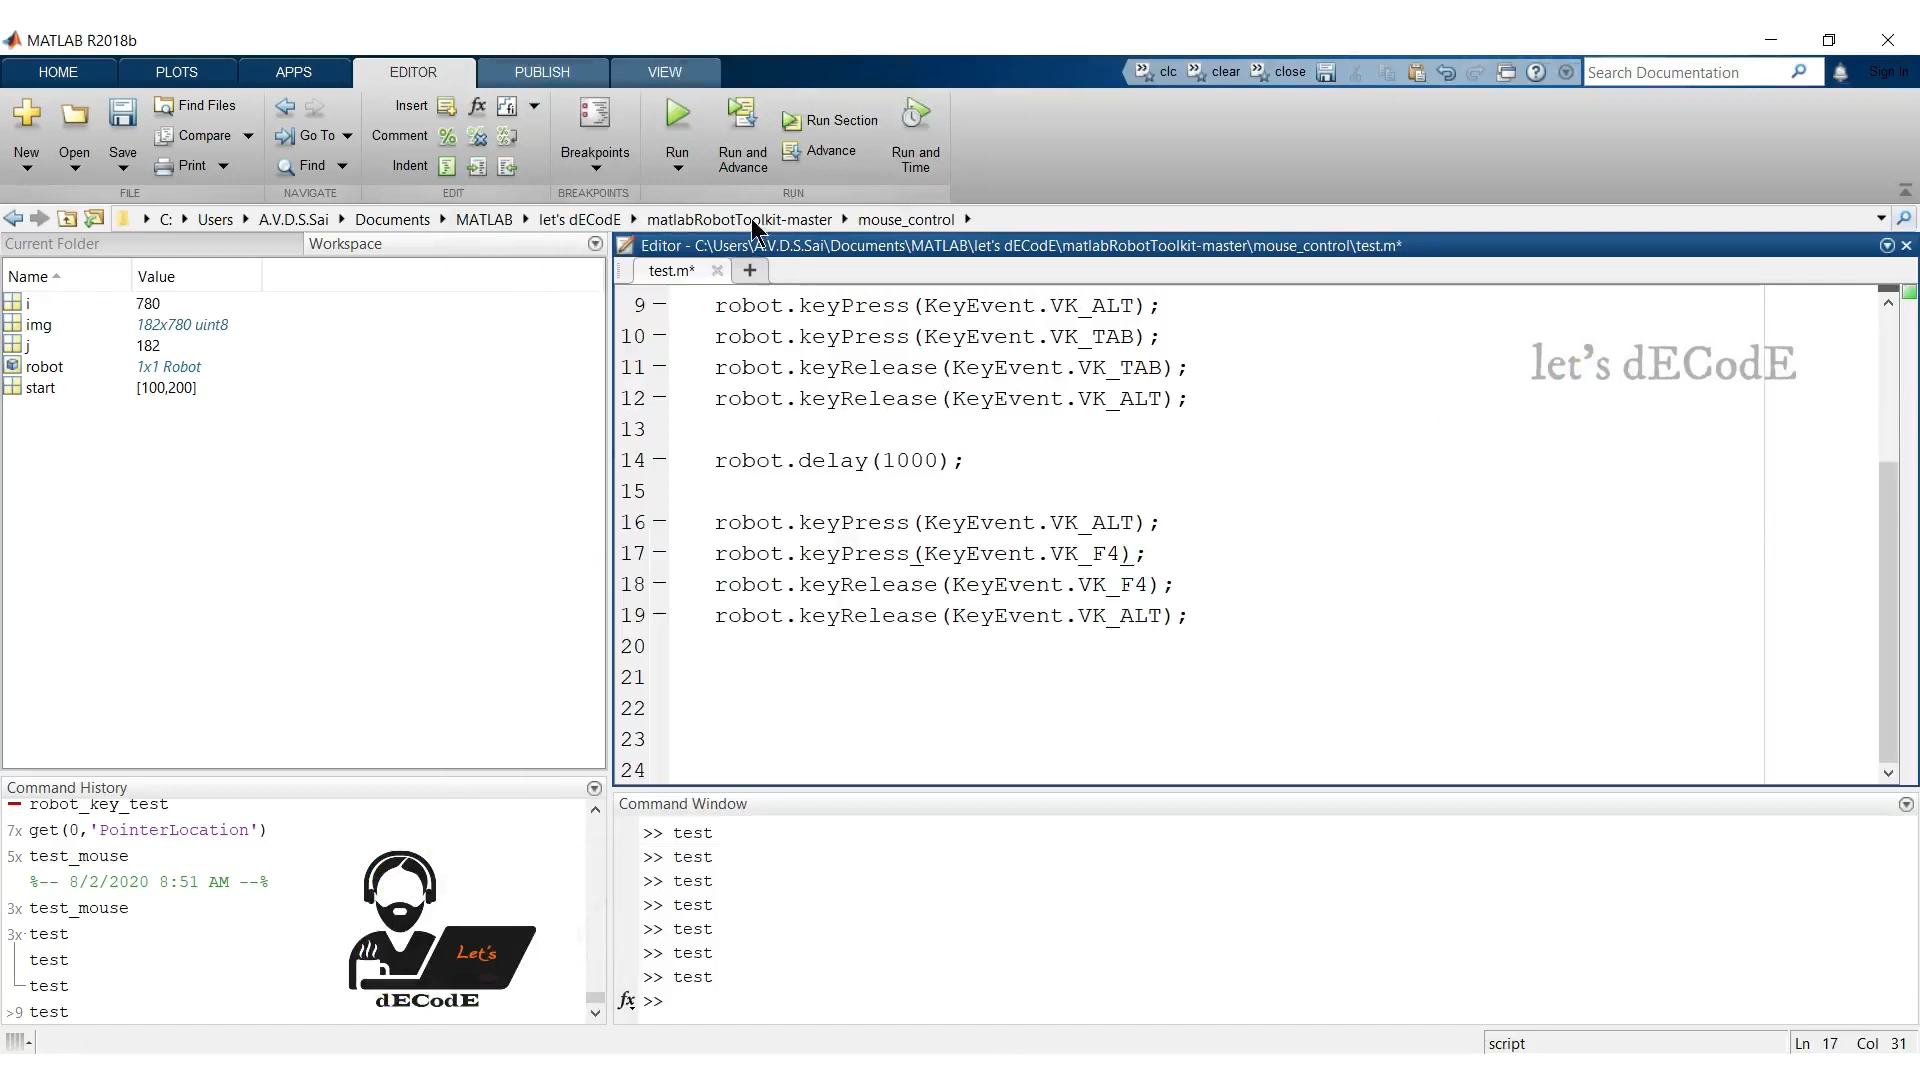 MATLAB R2018b
HOME PLOTS APPS EDITOR PUBLISH VIEW clc clear close Search Documentation Sign In
New Open Save Find Files Compare Print Go To Find Insert Comment Indent Breakpoints Run Run and Advance Run Section Advance Run and Time
FILE NAVIGATE EDIT BREAKPOINTS RUN
C: Users A.V.D.S.Sai Documents MATLAB let's dECodE matlabRobotToolkit-master mouse_control
Current Folder Workspace
Name Value
i 780
img 182x780 uint8
j 182
robot 1x1 Robot
start [100,200]
Editor - C:\Users\A.V.D.S.Sai\Documents\MATLAB\let's dECodE\matlabRobotToolkit-master\mouse_control\test.m*
test.m*
let's dECodE
9 robot.keyPress(KeyEvent.VK_ALT);
10 robot.keyPress(KeyEvent.VK_TAB);
11 robot.keyRelease(KeyEvent.VK_TAB);
12 robot.keyRelease(KeyEvent.VK_ALT);
13
14 robot.delay(1000);
15
16 robot.keyPress(KeyEvent.VK_ALT);
17 robot.keyPress(KeyEvent.VK_F4);
18 robot.keyRelease(KeyEvent.VK_F4);
19 robot.keyRelease(KeyEvent.VK_ALT);
20
21
22
23
24
Command History
robot_key_test
7x get(0,'PointerLocation')
5x test_mouse
%-- 8/2/2020 8:51 AM --%
3x test_mouse
3x test
test
test
>9 test
Let's
dECodE
Command Window
>> test
>> test
>> test
>> test
>> test
>> test
>> test
fx >>
script Ln 17 Col 31